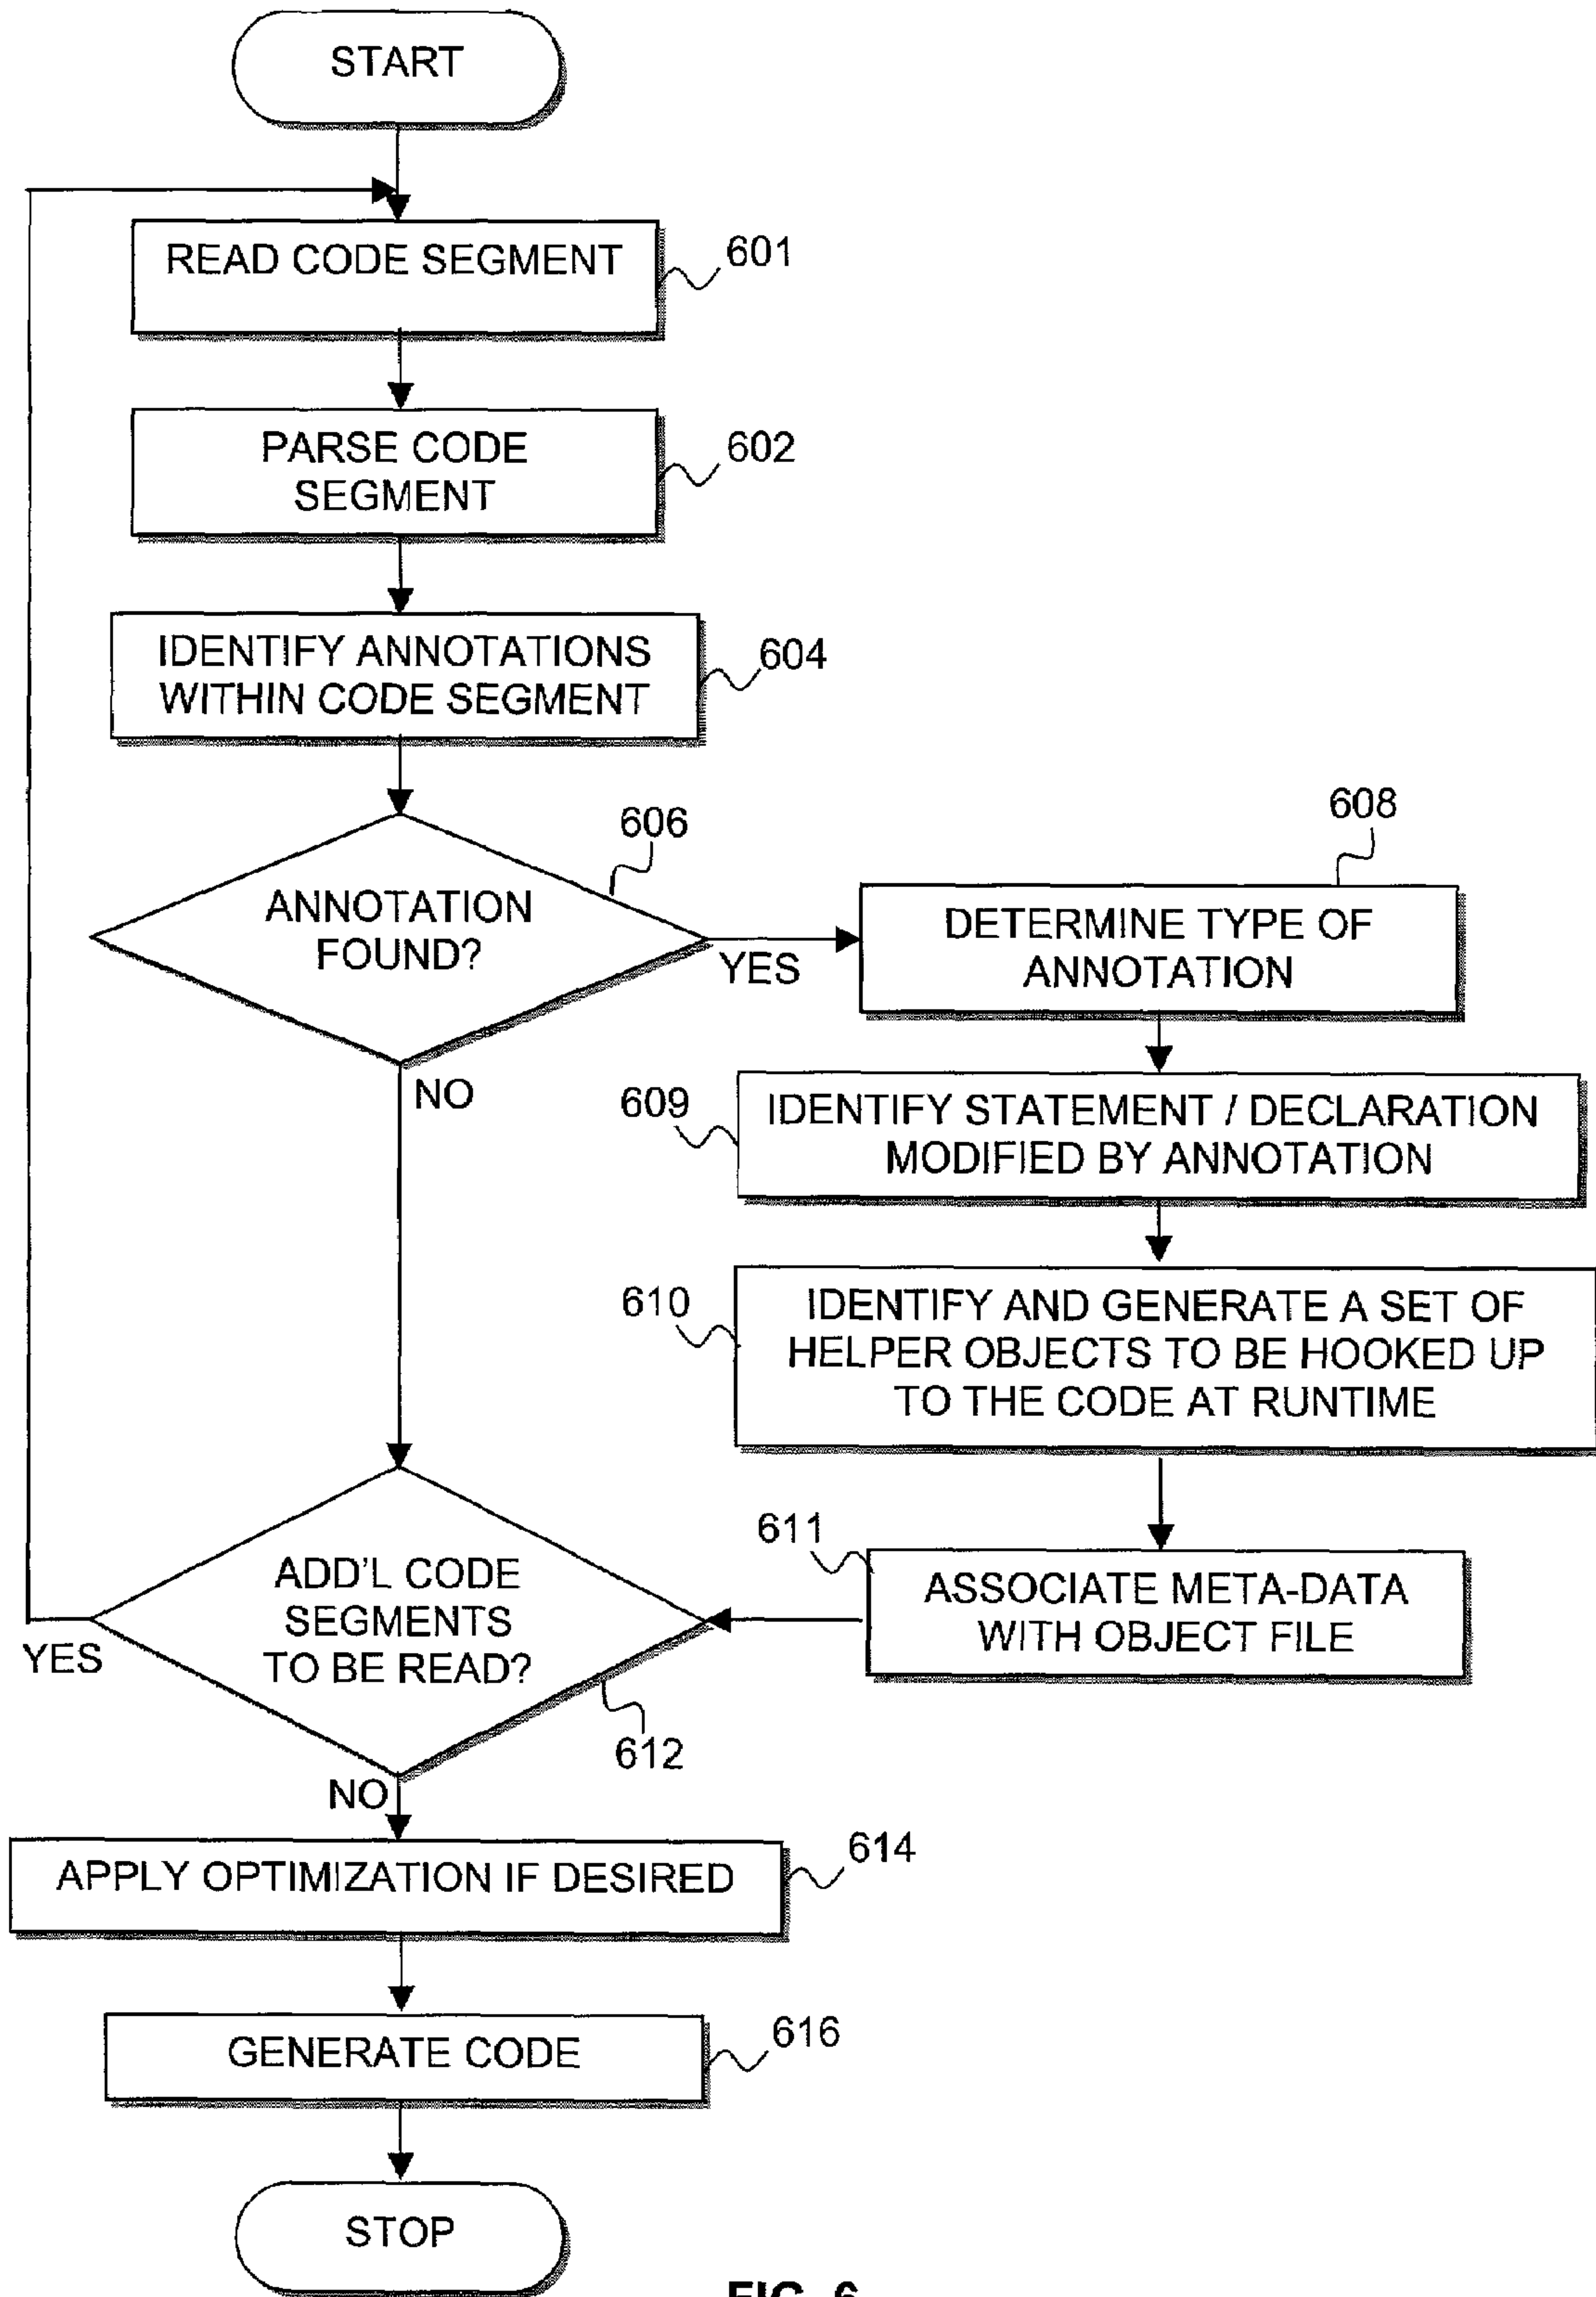 START
READ CODE SEGMENT
601
PARSE CODE
SEGMENT
602
IDENTIFY ANNOTATIONS
WITHIN CODE SEGMENT
604
ANNOTATION
FOUND?
606
YES
NO
608
DETERMINE TYPE OF
ANNOTATION
609
IDENTIFY STATEMENT / DECLARATION
MODIFIED BY ANNOTATION
610
IDENTIFY AND GENERATE A SET OF
HELPER OBJECTS TO BE HOOKED UP
TO THE CODE AT RUNTIME
611
ASSOCIATE META-DATA
WITH OBJECT FILE
ADD'L CODE
SEGMENTS
TO BE READ?
YES
612
NO
APPLY OPTIMIZATION IF DESIRED
614
GENERATE CODE
616
STOP
FIG. 6